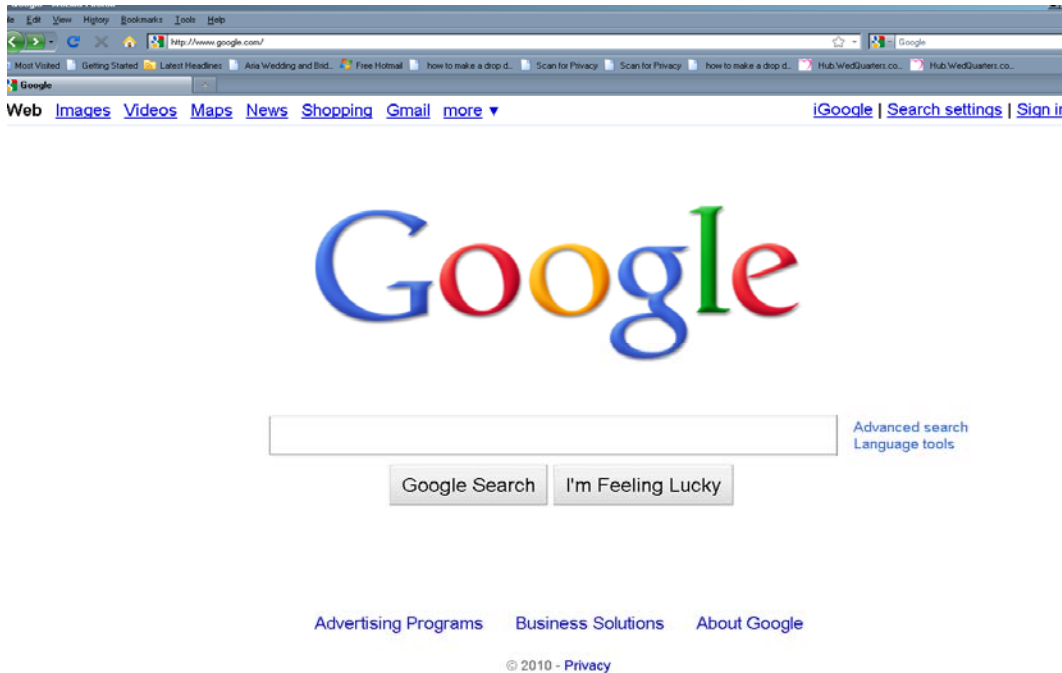 Edit View History Bookmarks Tools Help
http://www.google.com/ Google
Most Visited Getting Started Latest Headlines Aria Wedding and Brid... Free Hotmail how to make a drop d... Scan for Privacy Scan for Privacy how to make a drop d... Hub.WedQuarters.co... Hub.WedQuarters.co...
Google
Web Images Videos Maps News Shopping Gmail more ▼ iGoogle | Search settings | Sign in
Google
Advanced search
Language tools
Google Search I'm Feeling Lucky
Advertising Programs Business Solutions About Google
© 2010 - Privacy